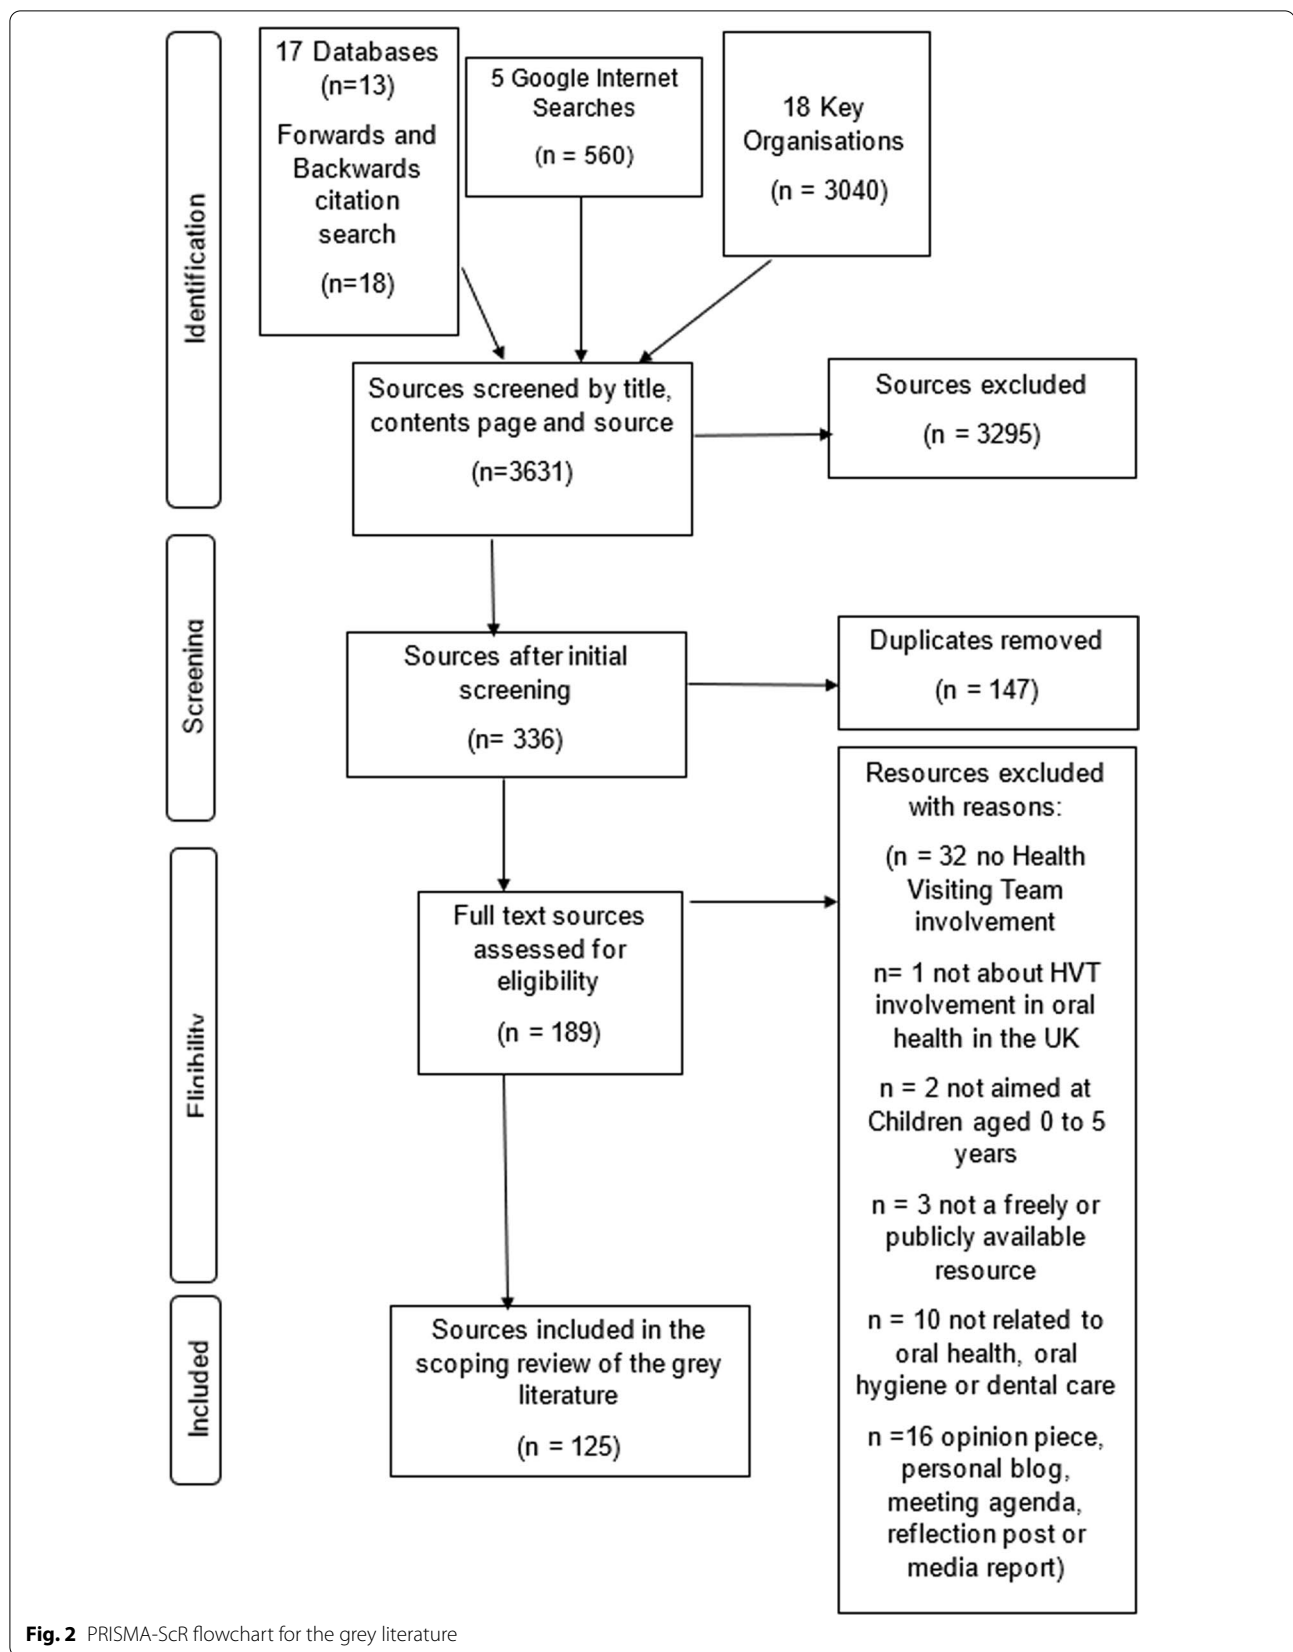 17 Databases
(n=13)
Forwards and
Backwards
citation
search
(n=18)
5 Google Internet
Searches
(n = 560)
18 Key
Organisations
(n = 3040)
Identification
Sources screened by title,
contents page and source
(n=3631)
Sources excluded
(n = 3295)
Screening
Sources after initial
screening
(n= 336)
Duplicates removed
(n = 147)
Eligibility
Full text sources
assessed for
eligibility
(n = 189)
Resources excluded
with reasons:
(n = 32 no Health
Visiting Team
involvement
n= 1 not about HVT
involvement in oral
health in the UK
n = 2 not aimed at
Children aged 0 to 5
years
n = 3 not a freely or
publicly available
resource
n = 10 not related to
oral health, oral
hygiene or dental care
n =16 opinion piece,
personal blog,
meeting agenda,
reflection post or
media report)
Included
Sources included in the
scoping review of the grey
literature
(n = 125)
Fig. 2 PRISMA-ScR flowchart for the grey literature